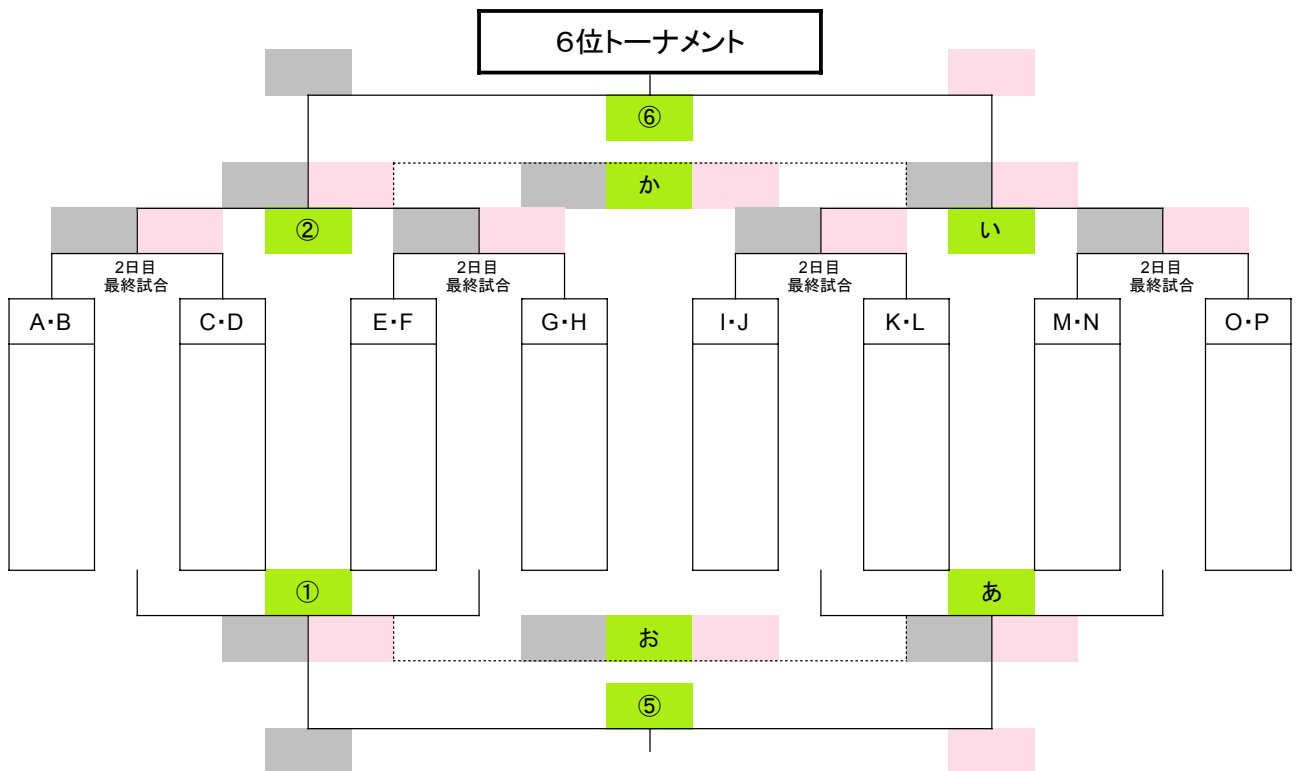 ６位トーナメント
⑥
か
②
い
2日目
最終試合
2日目
最終試合
2日目
最終試合
2日目
最終試合
A・B
C・D
E・F
G・H
I・J
K・L
M・N
O・P
①
あ
お
⑤